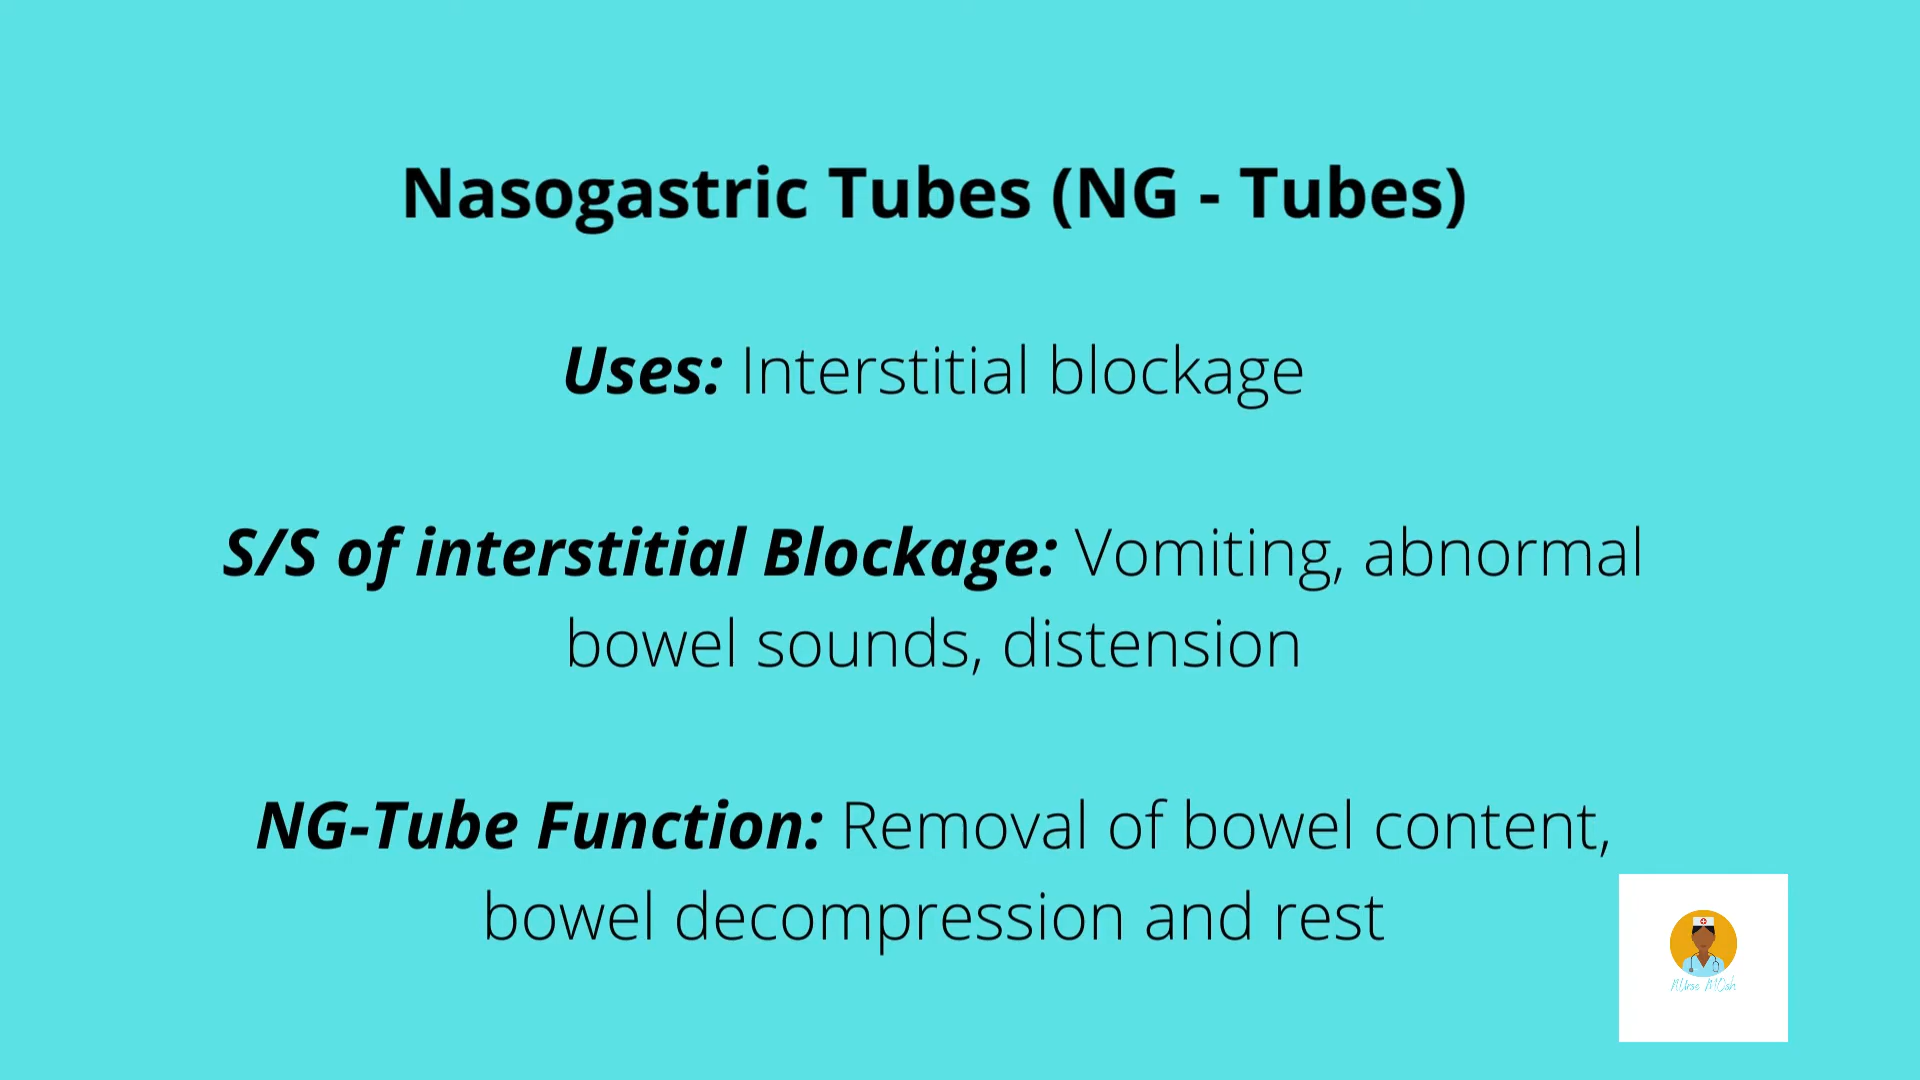 Nasogastric Tubes (NG - Tubes)
Uses: Interstitial blockage
S/S of interstitial Blockage: Vomiting, abnormal
bowel sounds, distension
NG-Tube Function: Removal of bowel content,
bowel decompression and rest